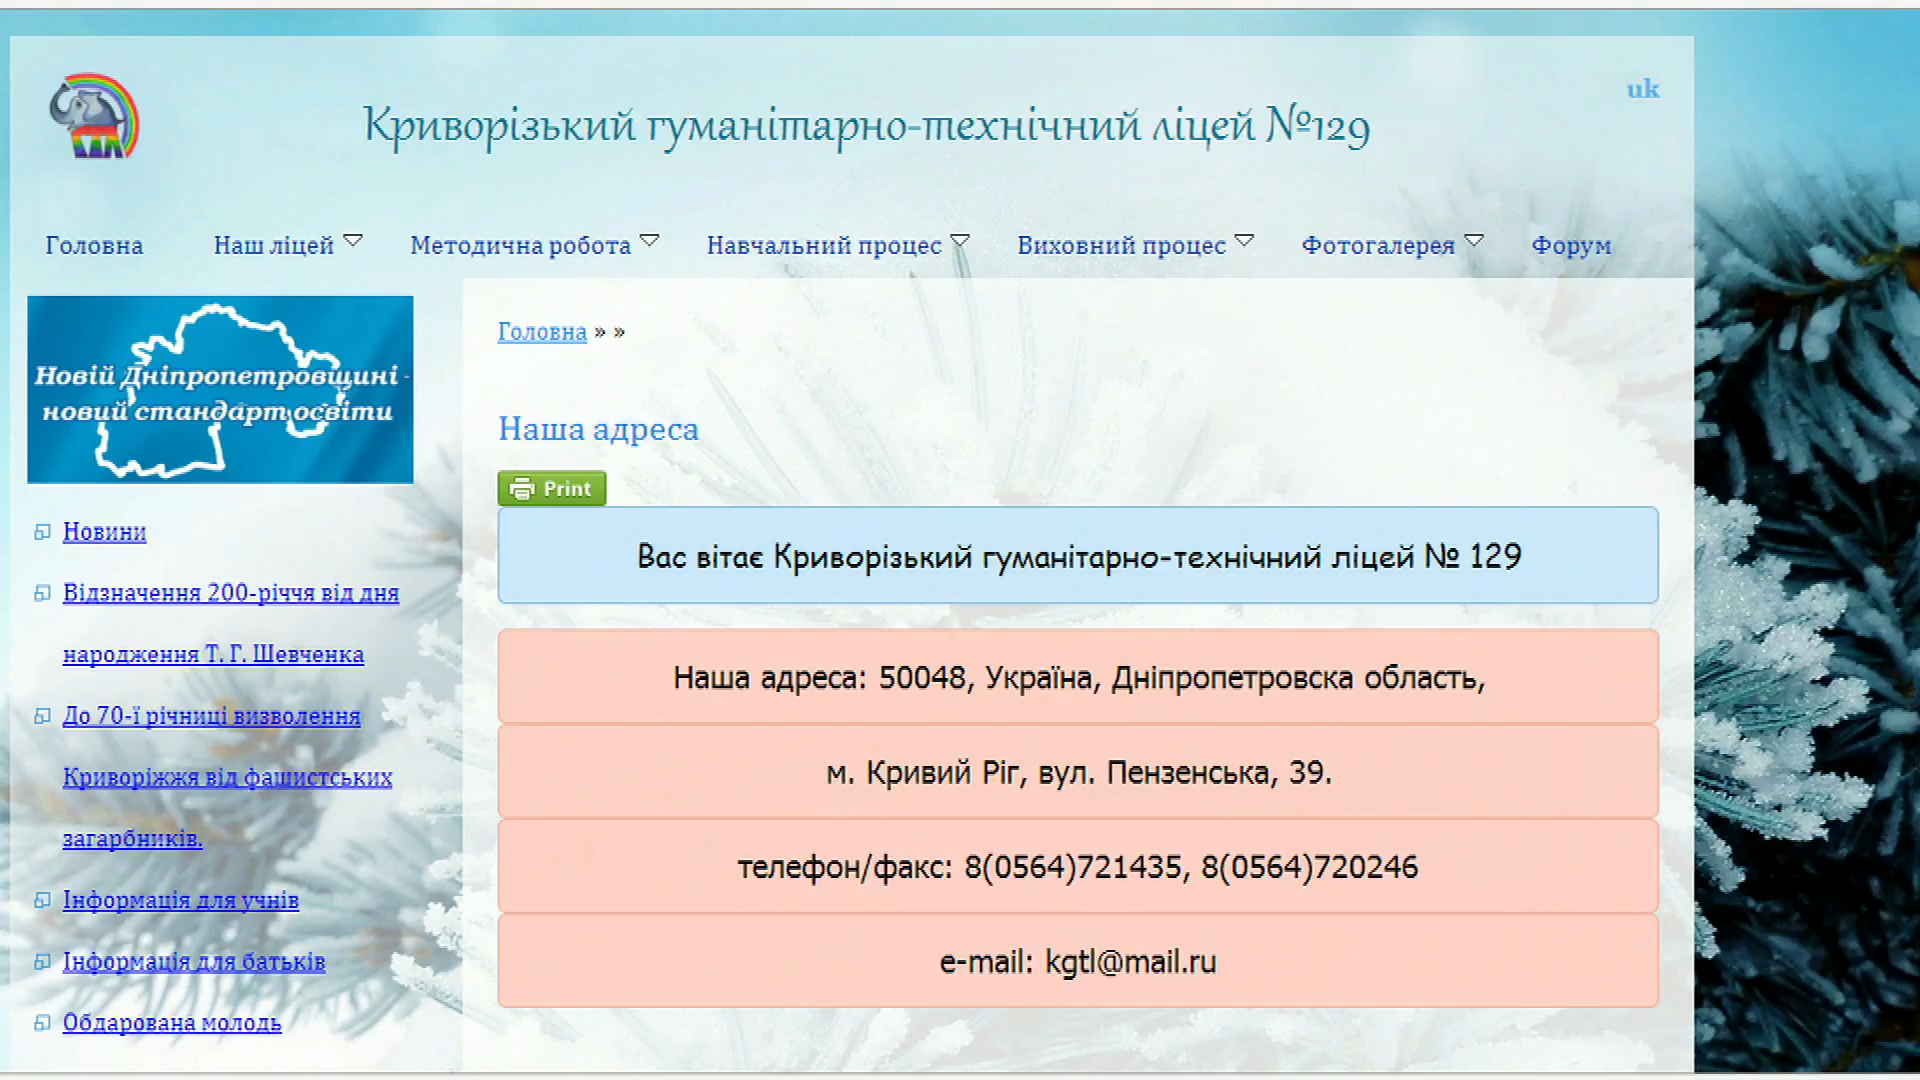 uk
Криворізький гуманітарно-технічний ліцей №129
Головна Наш ліцей Методична робота Навчальний процес Виховний процес Фотогалерея Форум
Новій Дніпропетровщині -
новий стандарт освіти
Новини
Відзначення 200-річчя від дня
народження Т. Г. Шевченка
До 70-ї річниці визволення
Криворіжжя від фашистських
загарбників.
Інформація для учнів
Інформація для батьків
Обдарована молодь
Головна » »
Наша адреса
Print
Вас вітає Криворізький гуманітарно-технічний ліцей № 129
Наша адреса: 50048, Україна, Дніпропетровска область,
м. Кривий Ріг, вул. Пензенська, 39.
телефон/факс: 8(0564)721435, 8(0564)720246
e-mail: kgtl@mail.ru